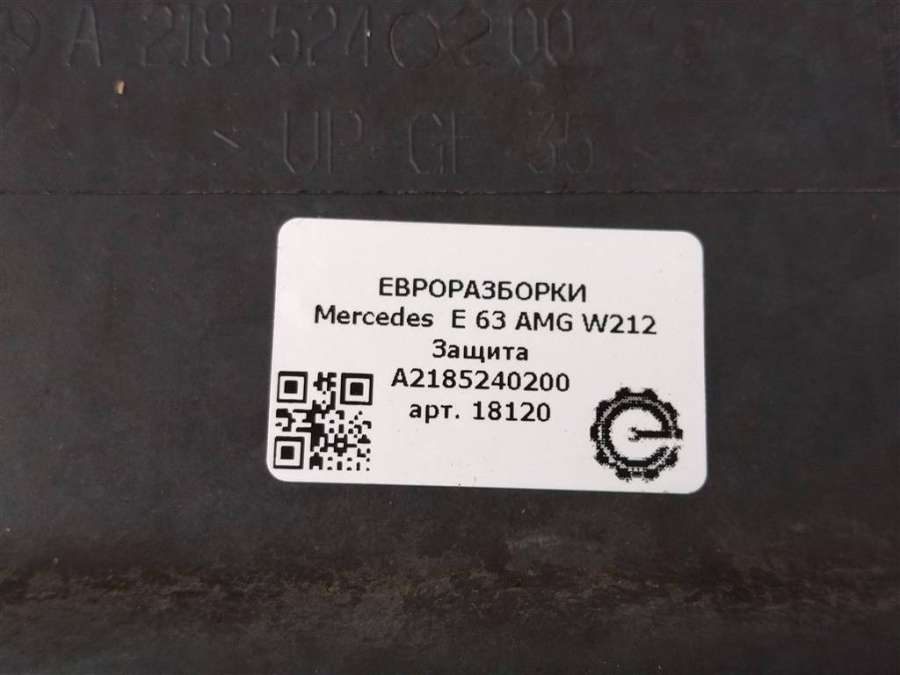 A 218 524 02 00
> UP-GF 35 <
ЕВРОРАЗБОРКИ
Mercedes E 63 AMG W212
Защита
A2185240200
арт. 18120